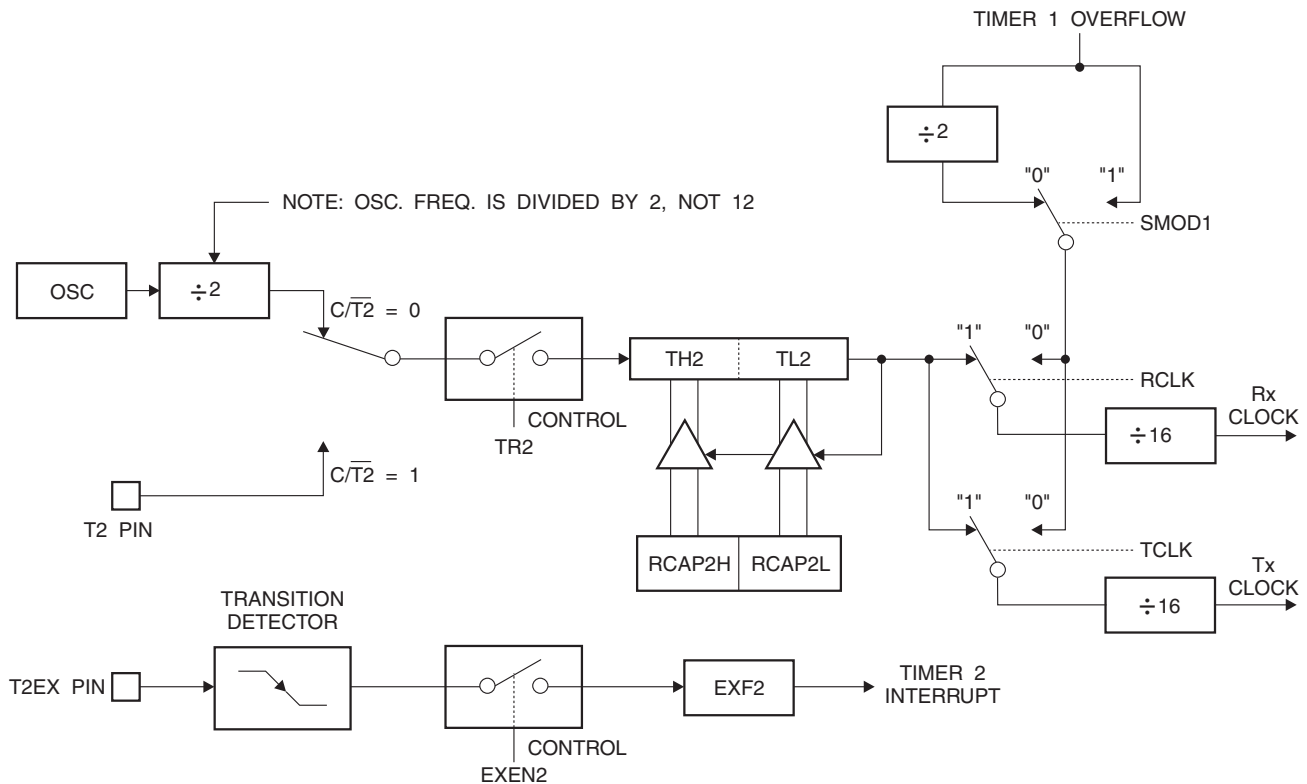 TIMER 1 OVERFLOW
÷2
"0" "1"
NOTE: OSC. FREQ. IS DIVIDED BY 2, NOT 12
SMOD1
OSC
÷2
C/T2̅ = 0
TH2
TL2
"1" "0"
RCLK
CONTROL
TR2
Rx
CLOCK
÷16
C/T2̅ = 1
T2 PIN
"1" "0"
TCLK
RCAP2H
RCAP2L
Tx
CLOCK
÷16
TRANSITION
DETECTOR
T2EX PIN
EXF2
TIMER 2
INTERRUPT
CONTROL
EXEN2